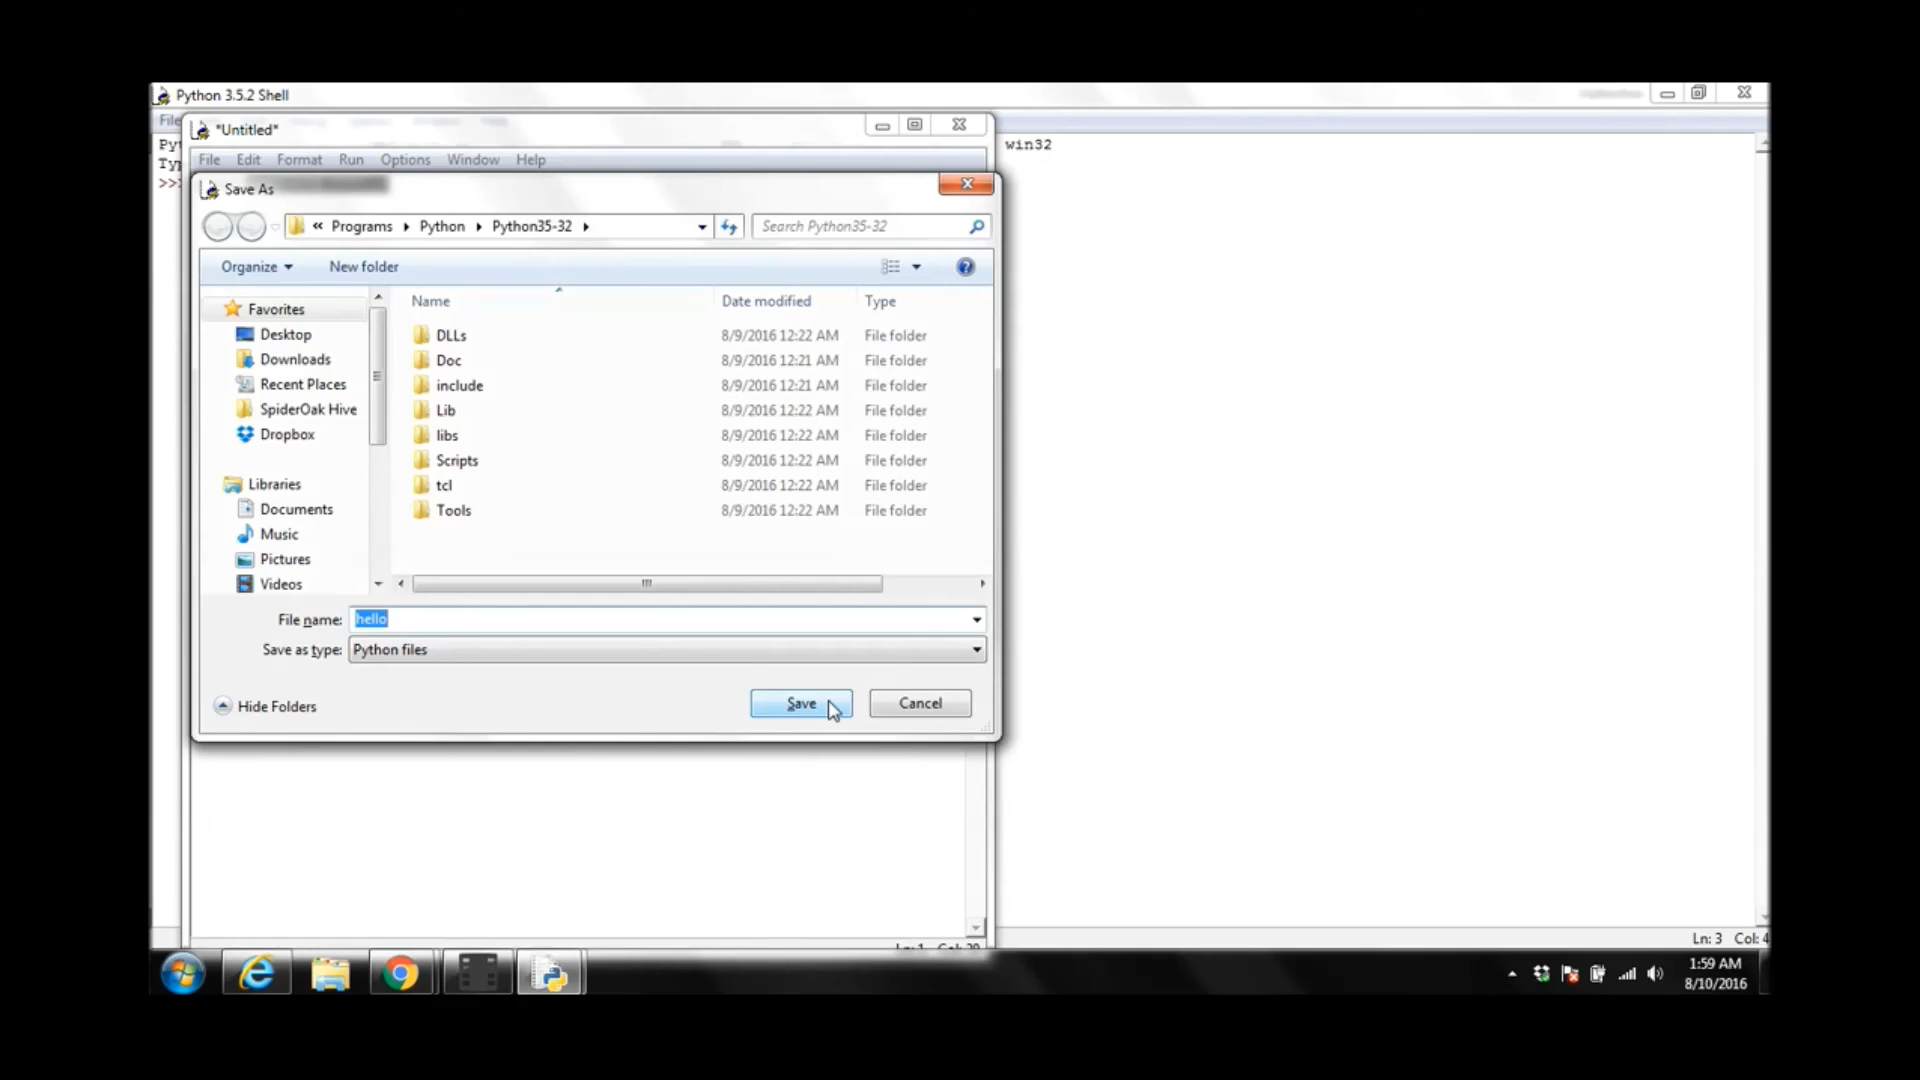 Python 3.5.2 Shell
File
*Untitled*
Pyt
win32
File Edit Format Run Options Window Help
Typ
>>>
Save As
« Programs Python Python35-32
Search Python35-32
Organize
New folder
Name Date modified Type
Favorites
Desktop
Downloads
Recent Places
SpiderOak Hive
Dropbox
Libraries
Documents
Music
Pictures
Videos
DLLs 8/9/2016 12:22 AM File folder
Doc 8/9/2016 12:21 AM File folder
include 8/9/2016 12:21 AM File folder
Lib 8/9/2016 12:22 AM File folder
libs 8/9/2016 12:22 AM File folder
Scripts 8/9/2016 12:22 AM File folder
tcl 8/9/2016 12:22 AM File folder
Tools 8/9/2016 12:22 AM File folder
File name: hello
Save as type: Python files
Hide Folders
Save
Cancel
Ln: 3 Col: 4
1:59 AM
8/10/2016